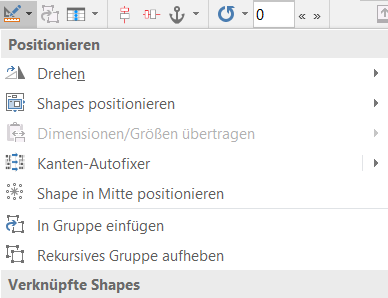 0 « »
Positionieren
Drehen
Shapes positionieren
Dimensionen/Größen übertragen
Kanten-Autofixer
Shape in Mitte positionieren
In Gruppe einfügen
Rekursives Gruppe aufheben
Verknüpfte Shapes